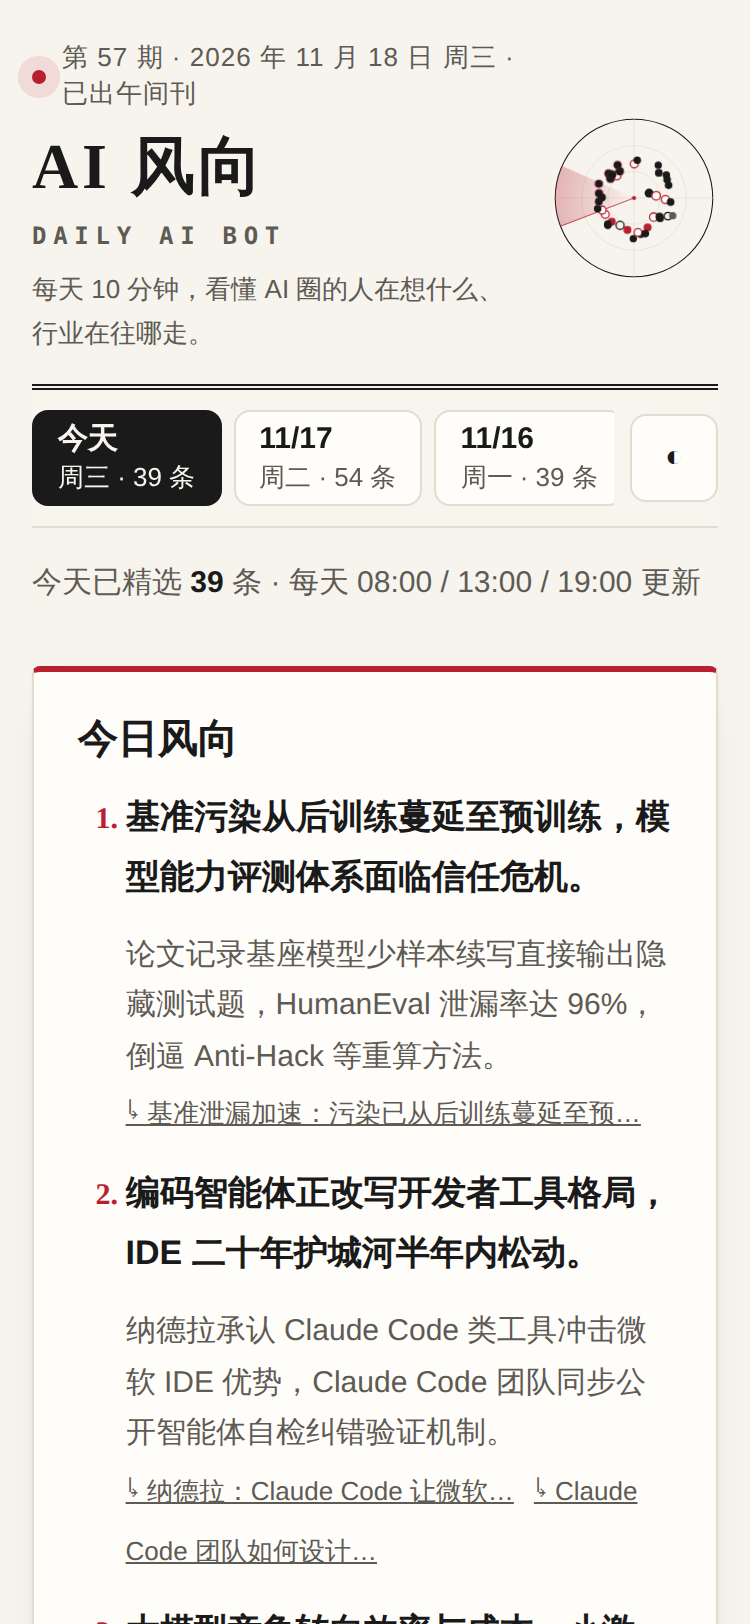 第 57 期 · 2026 年 11 月 18 日 周三 ·
已出午间刊
AI 风向
DAILY AI BOT
每天 10 分钟，看懂 AI 圈的人在想什么、
行业在往哪走。
今天
周三 · 39 条
11/17
周二 · 54 条
11/16
周一 · 39 条
今天已精选 39 条 · 每天 08:00 / 13:00 / 19:00 更新
今日风向
1. 基准污染从后训练蔓延至预训练，模
型能力评测体系面临信任危机。
论文记录基座模型少样本续写直接输出隐
藏测试题，HumanEval 泄漏率达 96%，
倒逼 Anti-Hack 等重算方法。
↳ 基准泄漏加速：污染已从后训练蔓延至预…
2. 编码智能体正改写开发者工具格局，
IDE 二十年护城河半年内松动。
纳德拉承认 Claude Code 类工具冲击微
软 IDE 优势，Claude Code 团队同步公
开智能体自检纠错验证机制。
↳ 纳德拉：Claude Code 让微软… ↳ Claude
Code 团队如何设计…